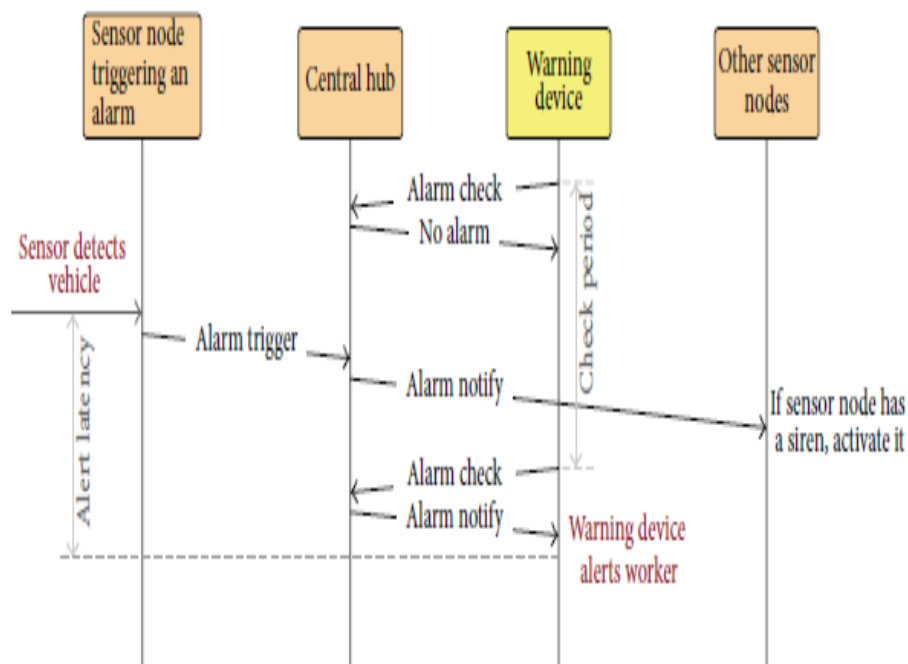 Sensor node
triggering an
alarm
Central hub
Warning
device
Other sensor
nodes
Alarm check
No alarm
Check period
Sensor detects
vehicle
Alarm trigger
Alert latency
Alarm notify
If sensor node has
a siren, activate it
Alarm check
Alarm notify
Warning device
alerts worker